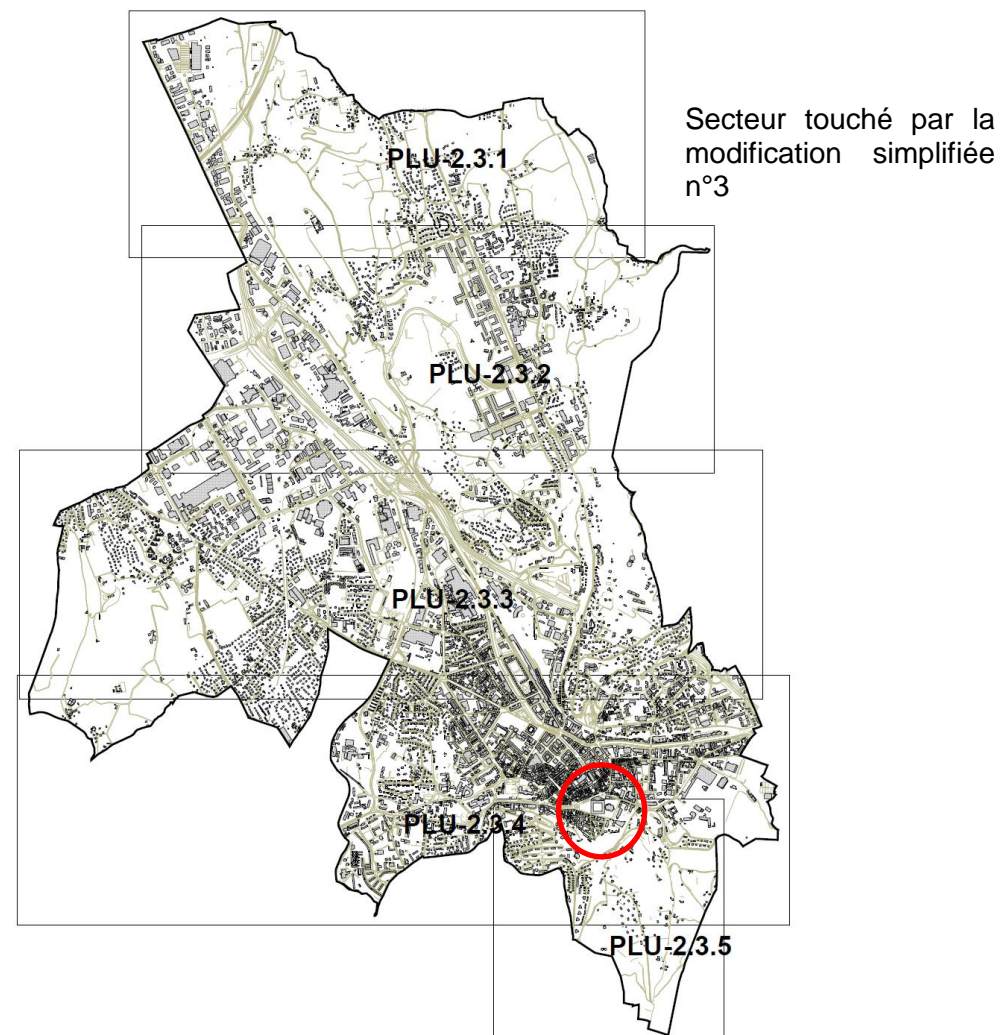 PLU-2.3.1
Secteur touché par la
modification simplifiée
n°3
PLU-2.3.2
PLU-2.3.3
PLU-2.3.4
PLU-2.3.5